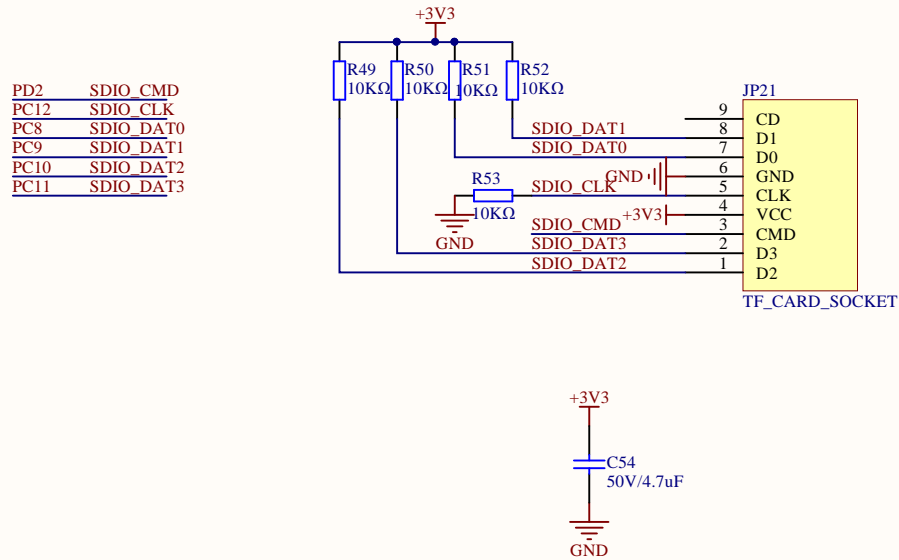 +3V3
R49
10KΩ
R50
10KΩ
R51
10KΩ
R52
10KΩ
PD2 SDIO_CMD
PC12 SDIO_CLK
PC8 SDIO_DAT0
PC9 SDIO_DAT1
PC10 SDIO_DAT2
PC11 SDIO_DAT3
JP21
9 CD
SDIO_DAT1 8 D1
SDIO_DAT0 7 D0
GND 6 GND
R53
10KΩ
GND
SDIO_CLK 5 CLK
+3V3 4 VCC
SDIO_CMD 3 CMD
SDIO_DAT3 2 D3
SDIO_DAT2 1 D2
TF_CARD_SOCKET
+3V3
C54
50V/4.7uF
GND